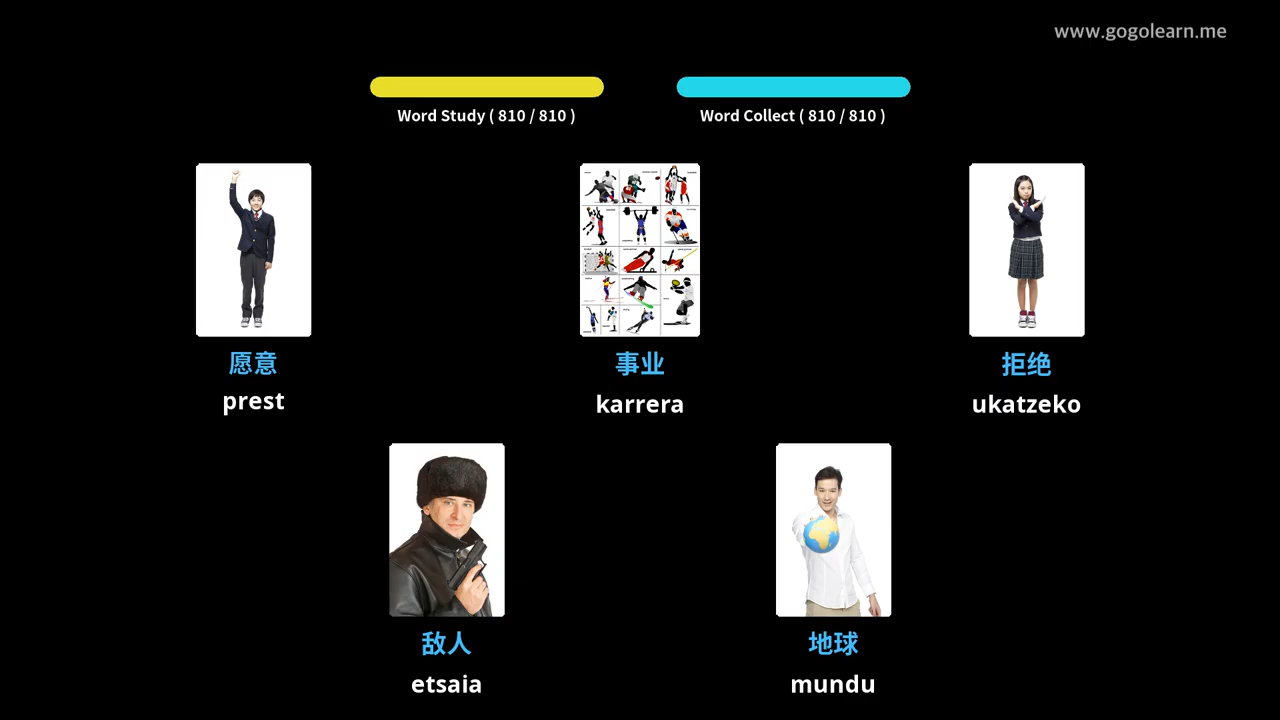 www.gogolearn.me
Word Study ( 810 / 810 )
Word Collect ( 810 / 810 )
愿意
prest
事业
karrera
拒绝
ukatzeko
敌人
etsaia
地球
mundu